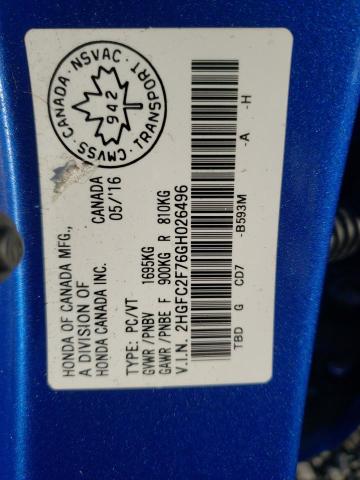 HONDA OF CANADA MFG.,
A DIVISION OF
HONDA CANADA INC.
CANADA
05/'16
TYPE: PC/VT
GVWR /PNBV 1695KG
GAWR /PNBE F 900KG R 810KG
V.I.N. 2HGFC2F76GH026496
TBD G CD7 -B593M -A -H
CANADA NSVAC
942
CMVSS TRANSPORT